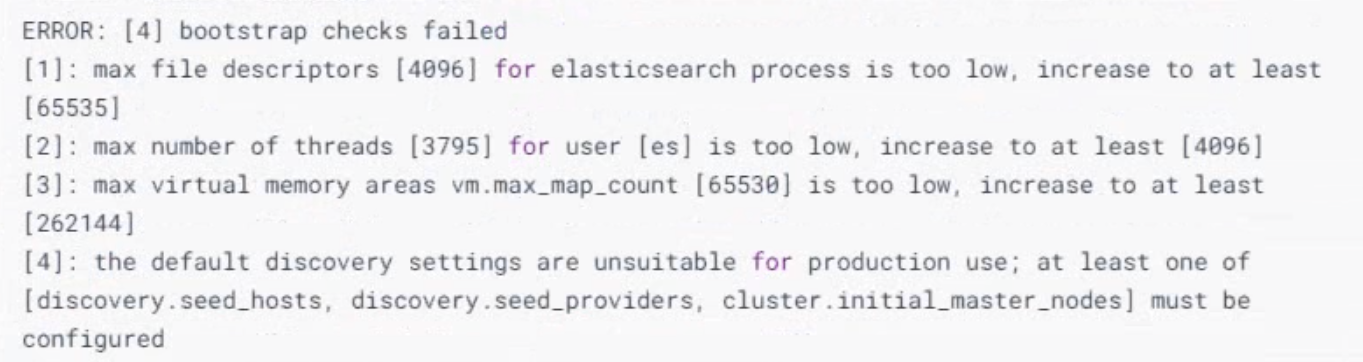 ERROR: [4] bootstrap checks failed
[1]: max file descriptors [4096] for elasticsearch process is too low, increase to at least
[65535]
[2]: max number of threads [3795] for user [es] is too low, increase to at least [4096]
[3]: max virtual memory areas vm.max_map_count [65530] is too low, increase to at least
[262144]
[4]: the default discovery settings are unsuitable for production use; at least one of
[discovery.seed_hosts, discovery.seed_providers, cluster.initial_master_nodes] must be
configured